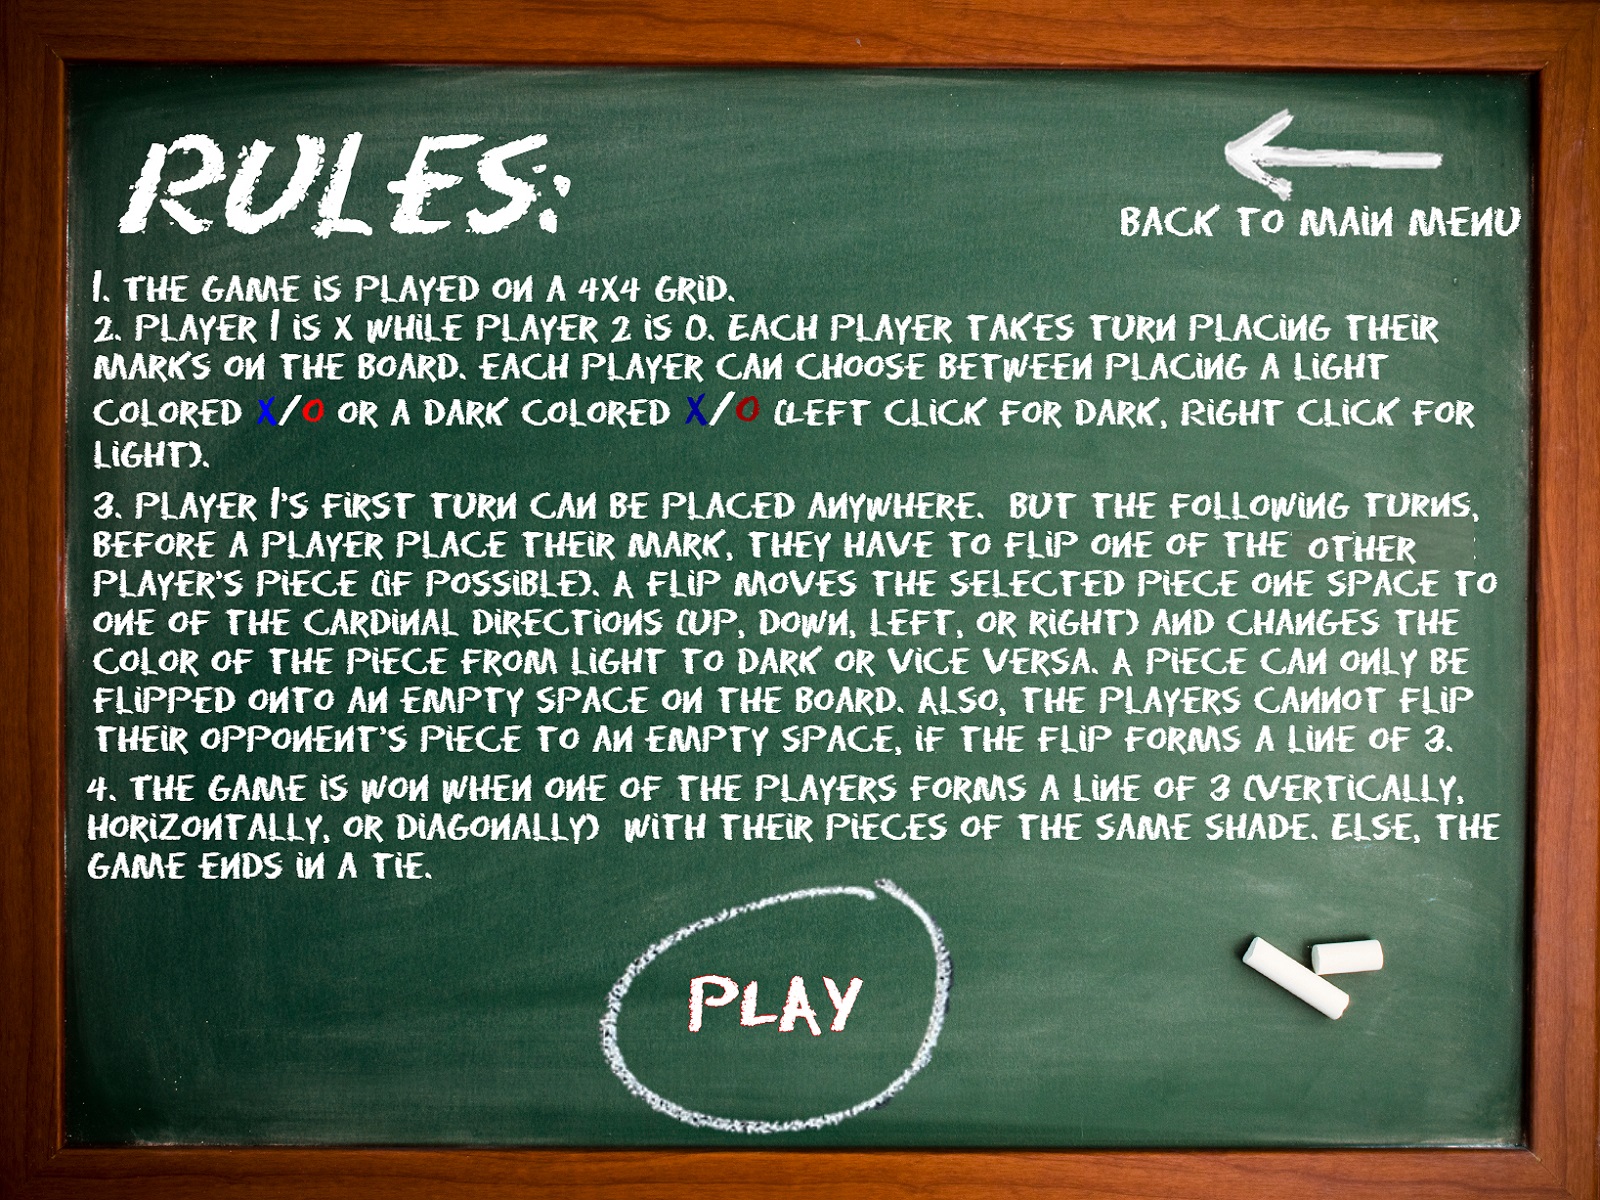 RULES:
BACK TO MAIN MENU
1. THE GAME IS PLAYED ON A 4X4 GRID.
2. PLAYER 1 IS X WHILE PLAYER 2 IS O. EACH PLAYER TAKES TURN PLACING THEIR
MARKS ON THE BOARD. EACH PLAYER CAN CHOOSE BETWEEN PLACING A LIGHT
COLORED X/O OR A DARK COLORED X/O (LEFT CLICK FOR DARK, RIGHT CLICK FOR
LIGHT).
3. PLAYER 1'S FIRST TURN CAN BE PLACED ANYWHERE. BUT THE FOLLOWING TURNS,
BEFORE A PLAYER PLACE THEIR MARK, THEY HAVE TO FLIP ONE OF THE OTHER
PLAYER'S PIECE (IF POSSIBLE). A FLIP MOVES THE SELECTED PIECE ONE SPACE TO
ONE OF THE CARDINAL DIRECTIONS (UP, DOWN, LEFT, OR RIGHT) AND CHANGES THE
COLOR OF THE PIECE FROM LIGHT TO DARK OR VICE VERSA. A PIECE CAN ONLY BE
FLIPPED ONTO AN EMPTY SPACE ON THE BOARD. ALSO, THE PLAYERS CANNOT FLIP
THEIR OPPONENT'S PIECE TO AN EMPTY SPACE, IF THE FLIP FORMS A LINE OF 3.
4. THE GAME IS WON WHEN ONE OF THE PLAYERS FORMS A LINE OF 3 (VERTICALLY,
HORIZONTALLY, OR DIAGONALLY) WITH THEIR PIECES OF THE SAME SHADE. ELSE, THE
GAME ENDS IN A TIE.
PLAY